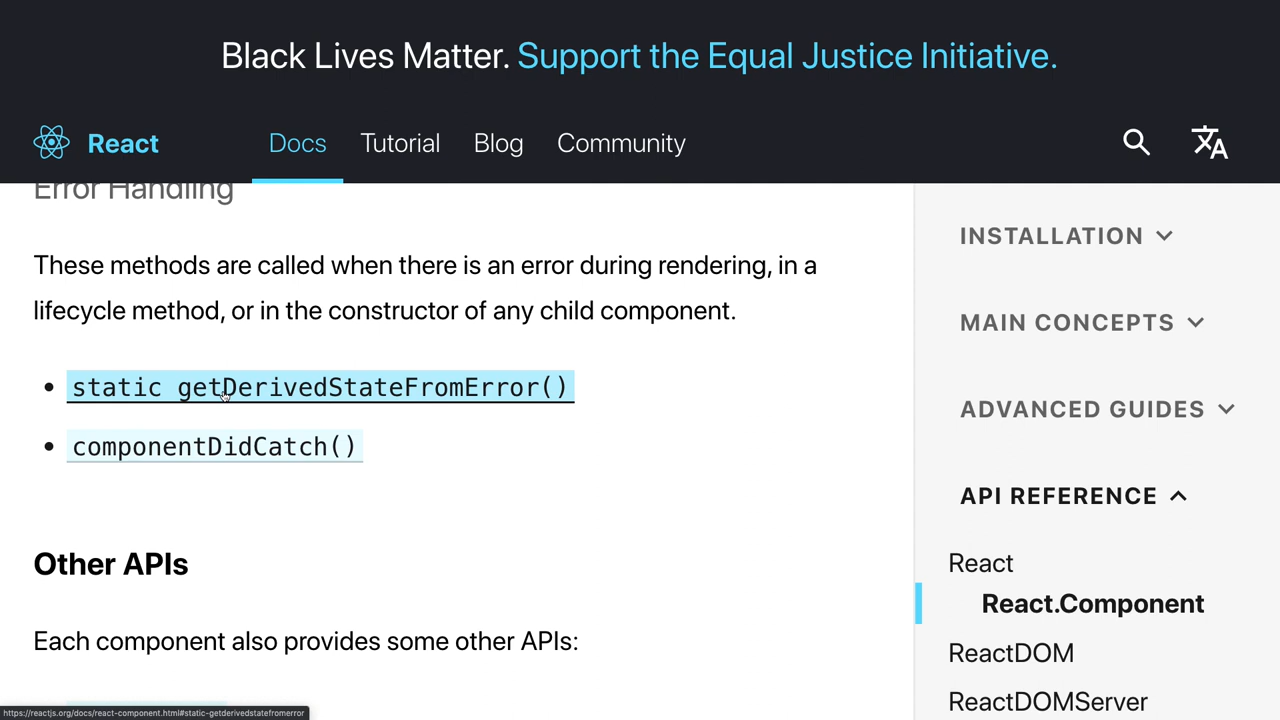 Black Lives Matter. Support the Equal Justice Initiative.
React
Docs
Tutorial
Blog
Community
Error Handling
These methods are called when there is an error during rendering, in a
lifecycle method, or in the constructor of any child component.
static getDerivedStateFromError()
componentDidCatch()
Other APIs
Each component also provides some other APIs:
INSTALLATION
MAIN CONCEPTS
ADVANCED GUIDES
API REFERENCE
React
React.Component
ReactDOM
ReactDOMServer
https://reactjs.org/docs/react-component.html#static-getderivedstatefromerror